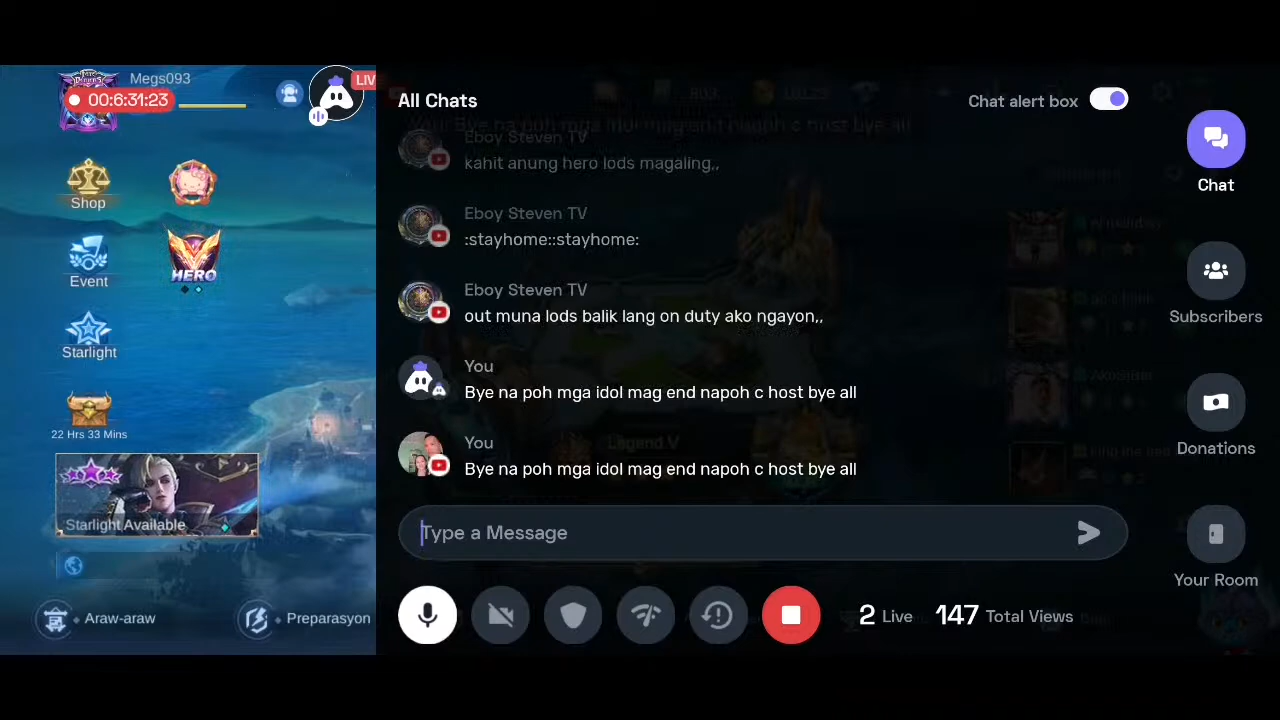 Megs093
LIV
00:6:31:23
Shop
Event
HERO
Starlight
22 Hrs 33 Mins
Starlight Available
Araw-araw
Preparasyon
All Chats
Chat alert box
Eboy Steven TV
kahit anung hero lods magaling,,
Eboy Steven TV
:stayhome::stayhome:
Eboy Steven TV
out muna lods balik lang on duty ako ngayon,,
You
Bye na poh mga idol mag end napoh c host bye all
You
Bye na poh mga idol mag end napoh c host bye all
Legend V
Type a Message
2 Live 147 Total Views
Chat
Subscribers
Donations
Your Room